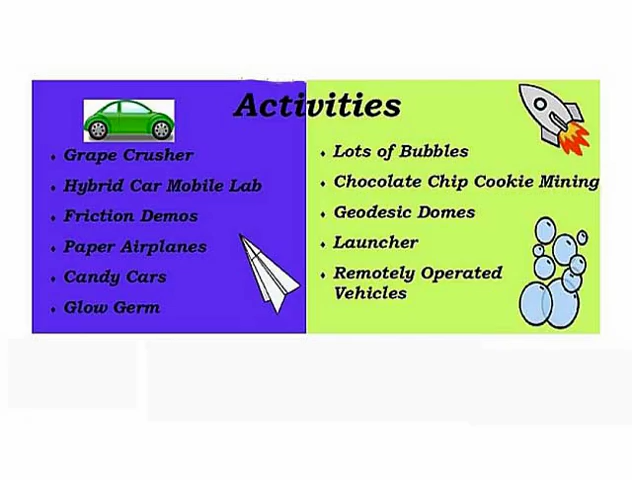 Activities
Grape Crusher
Hybrid Car Mobile Lab
Friction Demos
Paper Airplanes
Candy Cars
Glow Germ
Lots of Bubbles
Chocolate Chip Cookie Mining
Geodesic Domes
Launcher
Remotely Operated
Vehicles